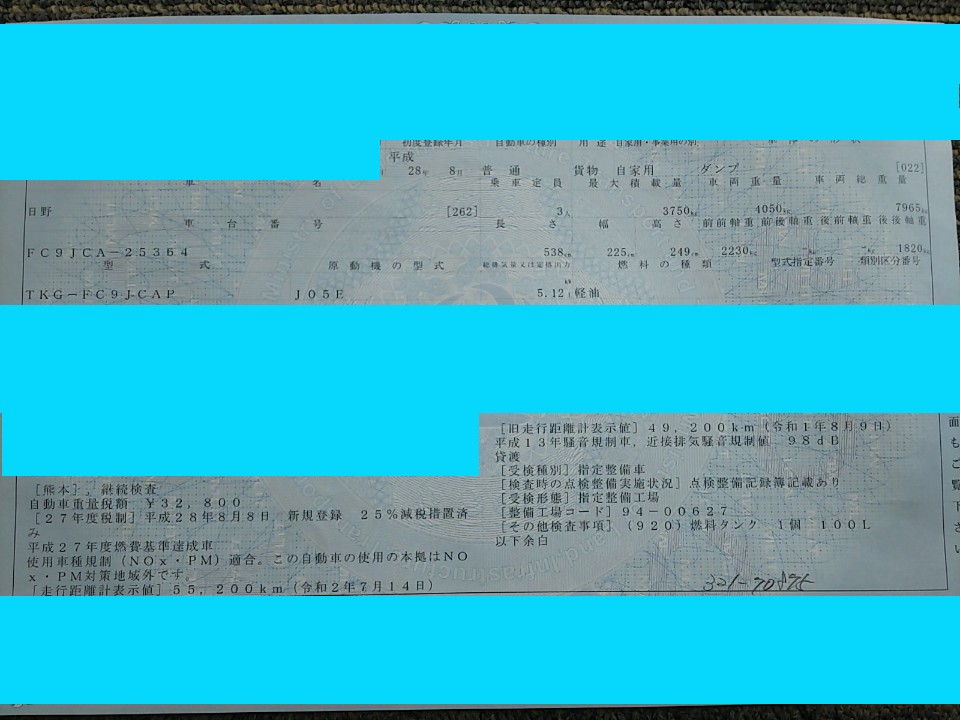 初度登録年月 自動車の種別 用途 自家用・事業用の別
平成
28年 8月 普通 貨物 自家用 ダンプ [022]
車名 乗車定員 最大積載量 車両重量 車両総重量
日野 [262] 3人 3750kg 4050kg 7965kg
車台番号 長さ 幅 高さ 前前軸重 前後軸重 後前軸重 後後軸重
FC9JCA-25364 538cm 225cm 249cm 2230kg -kg -kg 1820kg
型式 原動機の型式 総排気量又は定格出力 燃料の種類 型式指定番号 類別区分番号
kW
TKG-FC9JCAP J05E 5.12L 軽油
[熊本],継続検査
自動車重量税額 ¥32,800
[27年度税制]平成28年8月8日 新規登録 25%減税措置済
み
平成27年度燃費基準達成車
使用車種規制(NOx・PM)適合。この自動車の使用の本拠はNO
x・PM対策地域外です。
[走行距離計表示値]55,200km(令和2年7月14日)
[旧走行距離計表示値]49,200km(令和1年8月9日)
平成13年騒音規制車,近接排気騒音規制値 98dB
貸渡
[受検種別]指定整備車
[検査時の点検整備実施状況]点検整備記録簿記載あり
[受検形態]指定整備工場
[整備工場コード]94-00627
[その他検査事項](920)燃料タンク 1個 100L
以下余白
面
も
ご
覧
下
さ
い